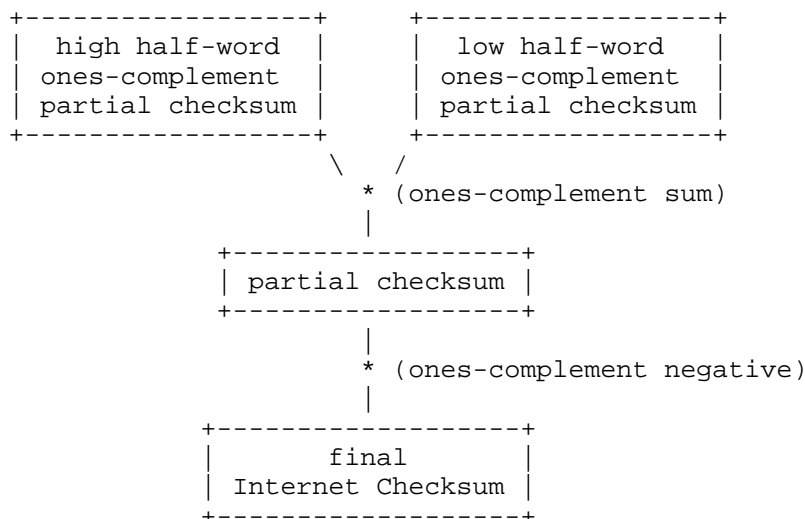 +------------------+     +------------------+
|  high half-word  |     |  low half-word   |
| ones-complement  |     | ones-complement  |
| partial checksum |     | partial checksum |
+------------------+     +------------------+
                    \   /
                      * (ones-complement sum)
                      |
             +------------------+
             | partial checksum |
             +------------------+
                      |
                      * (ones-complement negative)
                      |
            +-------------------+
            |       final       |
            | Internet Checksum |
            +-------------------+